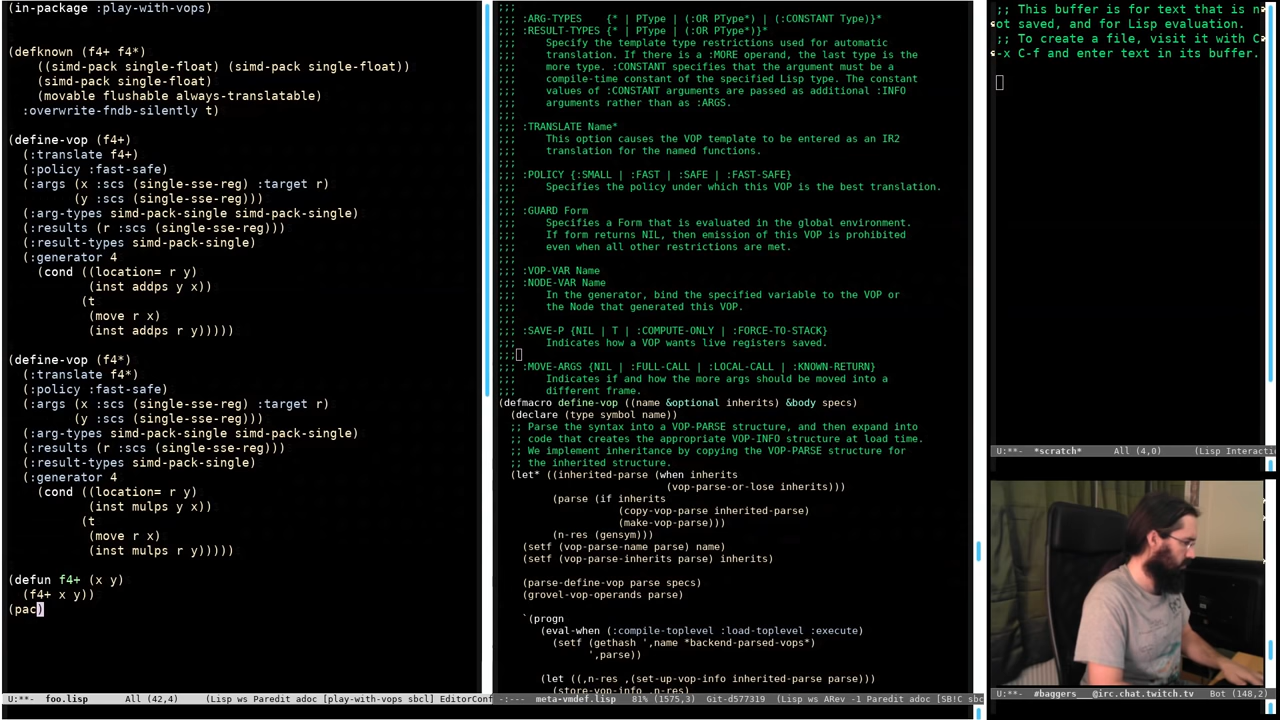 (in-package :play-with-vops)
(defknown (f4+ f4*)
((simd-pack single-float) (simd-pack single-float))
(simd-pack single-float)
(movable flushable always-translatable)
:overwrite-fndb-silently t)
(define-vop (f4+)
(:translate f4+)
(:policy :fast-safe)
(:args (x :scs (single-sse-reg) :target r)
(y :scs (single-sse-reg)))
(:arg-types simd-pack-single simd-pack-single)
(:results (r :scs (single-sse-reg)))
(:result-types simd-pack-single)
(:generator 4
(cond ((location= r y)
(inst addps y x))
(t
(move r x)
(inst addps r y)))))
(define-vop (f4*)
(:translate f4*)
(:policy :fast-safe)
(:args (x :scs (single-sse-reg) :target r)
(y :scs (single-sse-reg)))
(:arg-types simd-pack-single simd-pack-single)
(:results (r :scs (single-sse-reg)))
(:result-types simd-pack-single)
(:generator 4
(cond ((location= r y)
(inst mulps y x))
(t
(move r x)
(inst mulps r y)))))
(defun f4+ (x y)
(f4+ x y))
(pac)
U:**-  foo.lisp      All (42,4)     (Lisp ws Paredit adoc [play-with-vops sbcl] EditorConf
;;; :ARG-TYPES    {* | PType | (:OR PType*) | (:CONSTANT Type)}*
;;; :RESULT-TYPES {* | PType | (:OR PType*)}*
;;;     Specify the template type restrictions used for automatic
;;;     translation. If there is a :MORE operand, the last type is the
;;;     more type. :CONSTANT specifies that the argument must be a
;;;     compile-time constant of the specified Lisp type. The constant
;;;     values of :CONSTANT arguments are passed as additional :INFO
;;;     arguments rather than as :ARGS.
;;;
;;; :TRANSLATE Name*
;;;     This option causes the VOP template to be entered as an IR2
;;;     translation for the named functions.
;;;
;;; :POLICY {:SMALL | :FAST | :SAFE | :FAST-SAFE}
;;;     Specifies the policy under which this VOP is the best translation.
;;;
;;; :GUARD Form
;;;     Specifies a Form that is evaluated in the global environment.
;;;     If form returns NIL, then emission of this VOP is prohibited
;;;     even when all other restrictions are met.
;;;
;;; :VOP-VAR Name
;;; :NODE-VAR Name
;;;     In the generator, bind the specified variable to the VOP or
;;;     the Node that generated this VOP.
;;;
;;; :SAVE-P {NIL | T | :COMPUTE-ONLY | :FORCE-TO-STACK}
;;;     Indicates how a VOP wants live registers saved.
;;;
;;; :MOVE-ARGS {NIL | :FULL-CALL | :LOCAL-CALL | :KNOWN-RETURN}
;;;     Indicates if and how the more args should be moved into a
;;;     different frame.
(defmacro define-vop ((name &optional inherits) &body specs)
(declare (type symbol name))
;; Parse the syntax into a VOP-PARSE structure, and then expand into
;; code that creates the appropriate VOP-INFO structure at load time.
;; We implement inheritance by copying the VOP-PARSE structure for
;; the inherited structure.
(let* ((inherited-parse (when inherits
(vop-parse-or-lose inherits)))
(parse (if inherits
(copy-vop-parse inherited-parse)
(make-vop-parse)))
(n-res (gensym)))
(setf (vop-parse-name parse) name)
(setf (vop-parse-inherits parse) inherits)
(parse-define-vop parse specs)
(grovel-vop-operands parse)
`(progn
(eval-when (:compile-toplevel :load-toplevel :execute)
(setf (gethash ',name *backend-parsed-vops*)
',parse))
(let ((,n-res ,(set-up-vop-info inherited-parse parse)))
(store-vop-info ,n-res)
-:---  meta-vmdef.lisp   81% (1575,3)   Git-d577319  (Lisp ws ARev -1 Paredit adoc [SB!C s
;; This buffer is for text that is n
ot saved, and for Lisp evaluation.
;; To create a file, visit it with C
-x C-f and enter text in its buffer.
U:**-  *scratch*      All (4,0)      (Lisp Interacti
U:**-  #baggers___@irc.chat.twitch.tv   Bot (148,2)